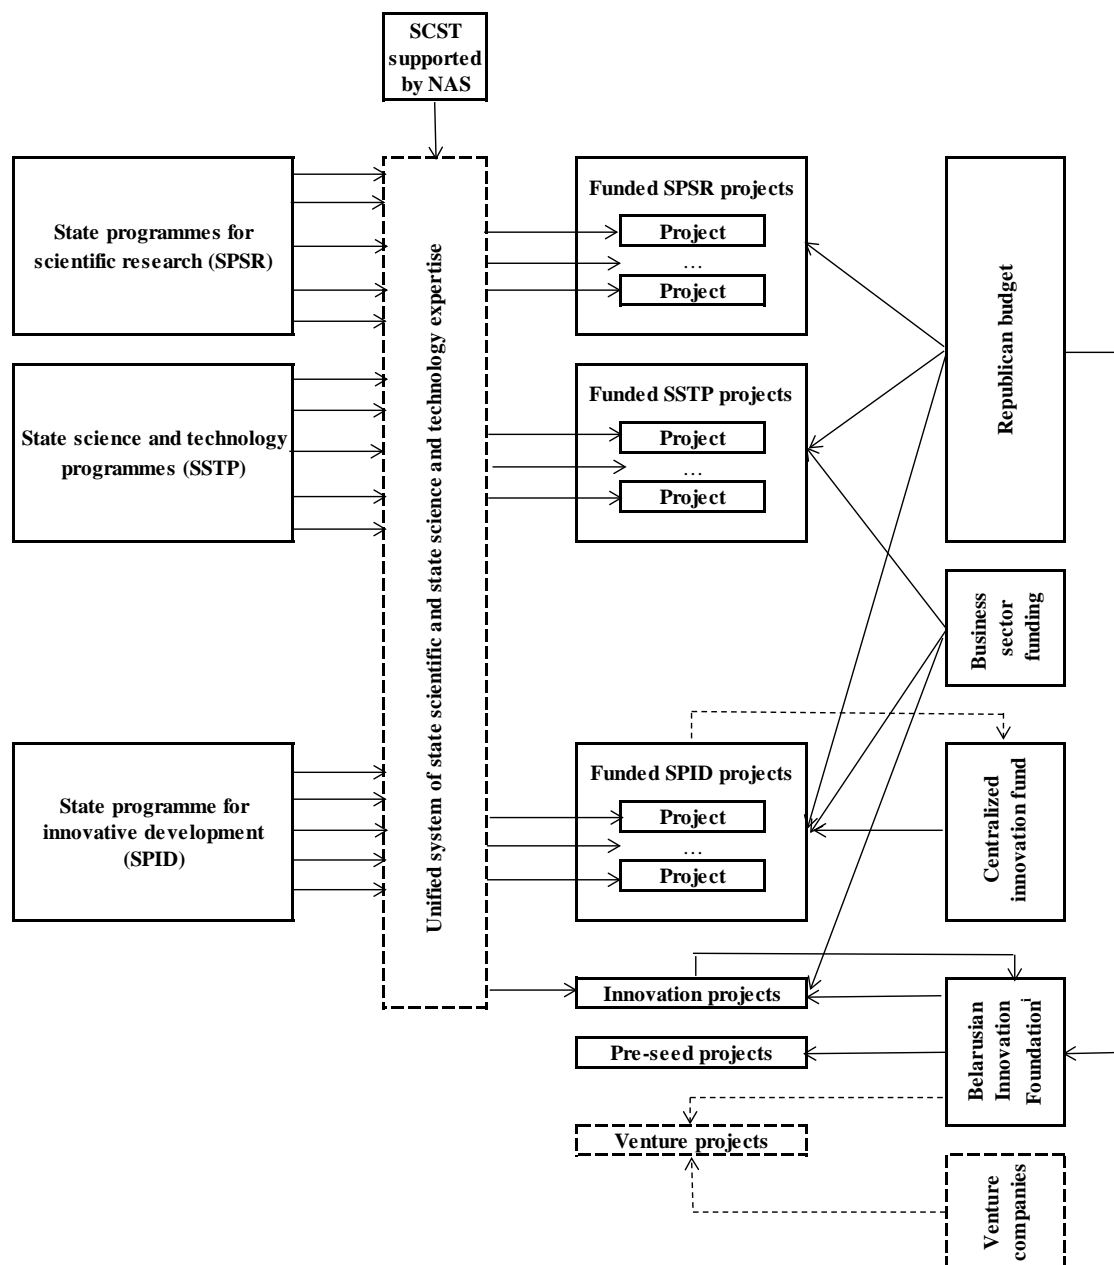 SCST
supported
by NAS
State programmes for
scientific research (SPSR)
State science and technology
programmes (SSTP)
State programme for
innovative development
(SPID)
Unified system of state scientific and state science and technology expertise
Funded SPSR projects
Project
...
Project
Funded SSTP projects
Project
...
Project
Funded SPID projects
Project
...
Project
Innovation projects
Pre-seed projects
Venture projects
Republican budget
Business
sector
funding
Centralized
innovation fund
Belarusian
Innovation
Foundationⁱ
Venture
companies